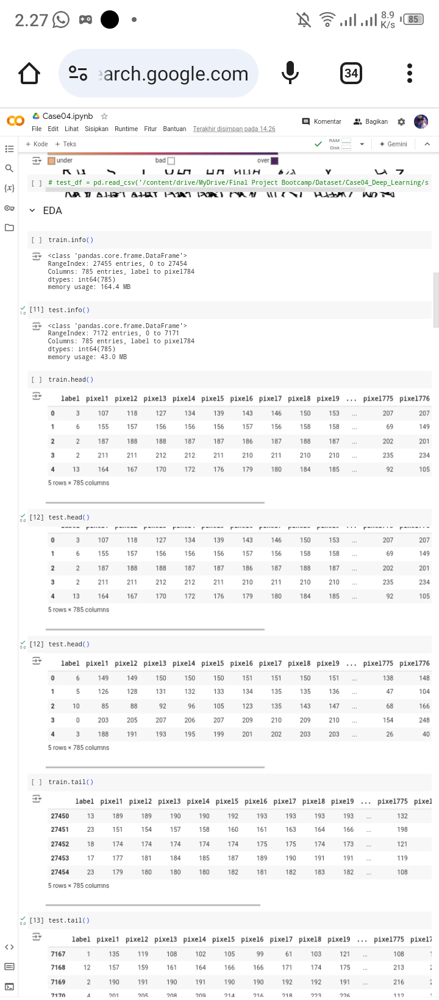 2.27
8.9
K/s
85
earch.google.com
34
Case04.ipynb
Komentar
Bagikan
File Edit Lihat Sisipkan Runtime Fitur Bantuan Terakhir disimpan pada 14.26
+ Kode + Teks
RAM
Disk
Gemini
under bad over
[ ] # test_df = pd.read_csv('/content/drive/MyDrive/Final Project Bootcamp/Dataset/Case04_Deep_Learning/s
EDA
[ ] train.info()
<class 'pandas.core.frame.DataFrame'>
RangeIndex: 27455 entries, 0 to 27454
Columns: 785 entries, label to pixel784
dtypes: int64(785)
memory usage: 164.4 MB
[11] test.info()
1 d
<class 'pandas.core.frame.DataFrame'>
RangeIndex: 7172 entries, 0 to 7171
Columns: 785 entries, label to pixel784
dtypes: int64(785)
memory usage: 43.0 MB
[ ] train.head()
label pixel1 pixel2 pixel3 pixel4 pixel5 pixel6 pixel7 pixel8 pixel9 ... pixel775 pixel776
0 3 107 118 127 134 139 143 146 150 153 ... 207 207
1 6 155 157 156 156 156 157 156 158 158 ... 69 149
2 2 187 188 188 187 187 186 187 188 187 ... 202 201
3 2 211 211 212 212 211 210 211 210 210 ... 235 234
4 13 164 167 170 172 176 179 180 184 185 ... 92 105
5 rows × 785 columns
[12] test.head()
0 d
label pixel1 pixel2 pixel3 pixel4 pixel5 pixel6 pixel7 pixel8 pixel9 ... pixel775 pixel776
0 3 107 118 127 134 139 143 146 150 153 ... 207 207
1 6 155 157 156 156 156 157 156 158 158 ... 69 149
2 2 187 188 188 187 187 186 187 188 187 ... 202 201
3 2 211 211 212 212 211 210 211 210 210 ... 235 234
4 13 164 167 170 172 176 179 180 184 185 ... 92 105
5 rows × 785 columns
[12] test.head()
0 d
label pixel1 pixel2 pixel3 pixel4 pixel5 pixel6 pixel7 pixel8 pixel9 ... pixel775 pixel776
0 6 149 149 150 150 150 151 151 150 151 ... 138 148
1 5 126 128 131 132 133 134 135 135 136 ... 47 104
2 10 85 88 92 96 105 123 135 143 147 ... 68 166
3 0 203 205 207 206 207 209 210 209 210 ... 154 248
4 3 188 191 193 195 199 201 202 203 203 ... 26 40
5 rows × 785 columns
[ ] train.tail()
label pixel1 pixel2 pixel3 pixel4 pixel5 pixel6 pixel7 pixel8 pixel9 ... pixel775 pixel
27450 13 189 189 190 190 192 193 193 193 193 ... 132
27451 23 151 154 157 158 160 161 163 164 166 ... 198
27452 18 174 174 174 174 174 175 175 174 173 ... 121
27453 17 177 181 184 185 187 189 190 191 191 ... 119
27454 23 179 180 180 180 182 181 182 183 182 ... 108
5 rows × 785 columns
[13] test.tail()
0 d
label pixel1 pixel2 pixel3 pixel4 pixel5 pixel6 pixel7 pixel8 pixel9 ... pixel775 pixel7
7167 1 135 119 108 102 105 99 61 103 121 ... 108
7168 12 157 159 161 164 166 166 171 174 175 ... 213
7169 2 190 191 190 191 190 190 192 192 191 ... 216
7170 4 201 205 208 209 214 216 218 223 226 ... 112